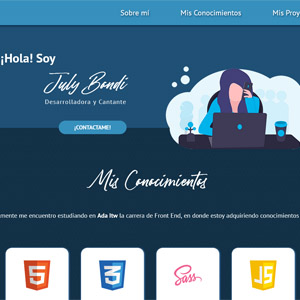 Sobre mí
Mis Conocimientos
Mis Proy
¡Hola! Soy
July Bondi
Desarrolladora y Cantante
¡CONTACTAME!
Mis Conocimientos
mente me encuentro estudiando en Ada Itw la carrera de Front End, en donde estoy adquiriendo conocimientos
5
3
Sass
JS